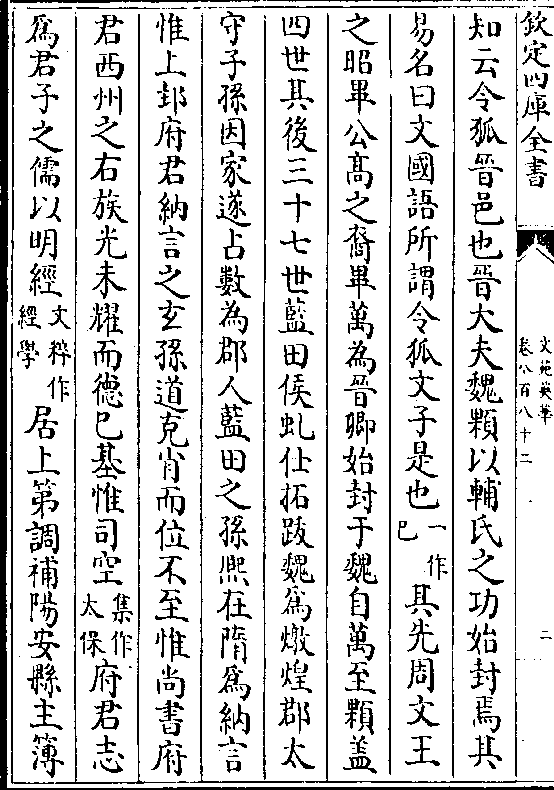 欽定四庫全書
文苑英華
卷八百八十二
二
知云令狐晉邑也晉大夫魏顆以輔氏之功始封焉其
易名曰文國語所謂令狐文子是也一作巳其先周文王
之昭畢公髙之裔畢萬為晉卿始封于魏自萬至顆蓋
四世其後三十七世藍田侯虬仕拓跋魏爲燉煌郡太
守子孫因家遂占數為郡人藍田之孫熙在隋爲納言
惟上邽府君納言之玄孫道克肖而位不至惟尚書府
君西州之右族光未耀而德巳基惟司空集作太保府君志
爲君子之儒以明經文粹作經學居上第調補陽安縣主簿